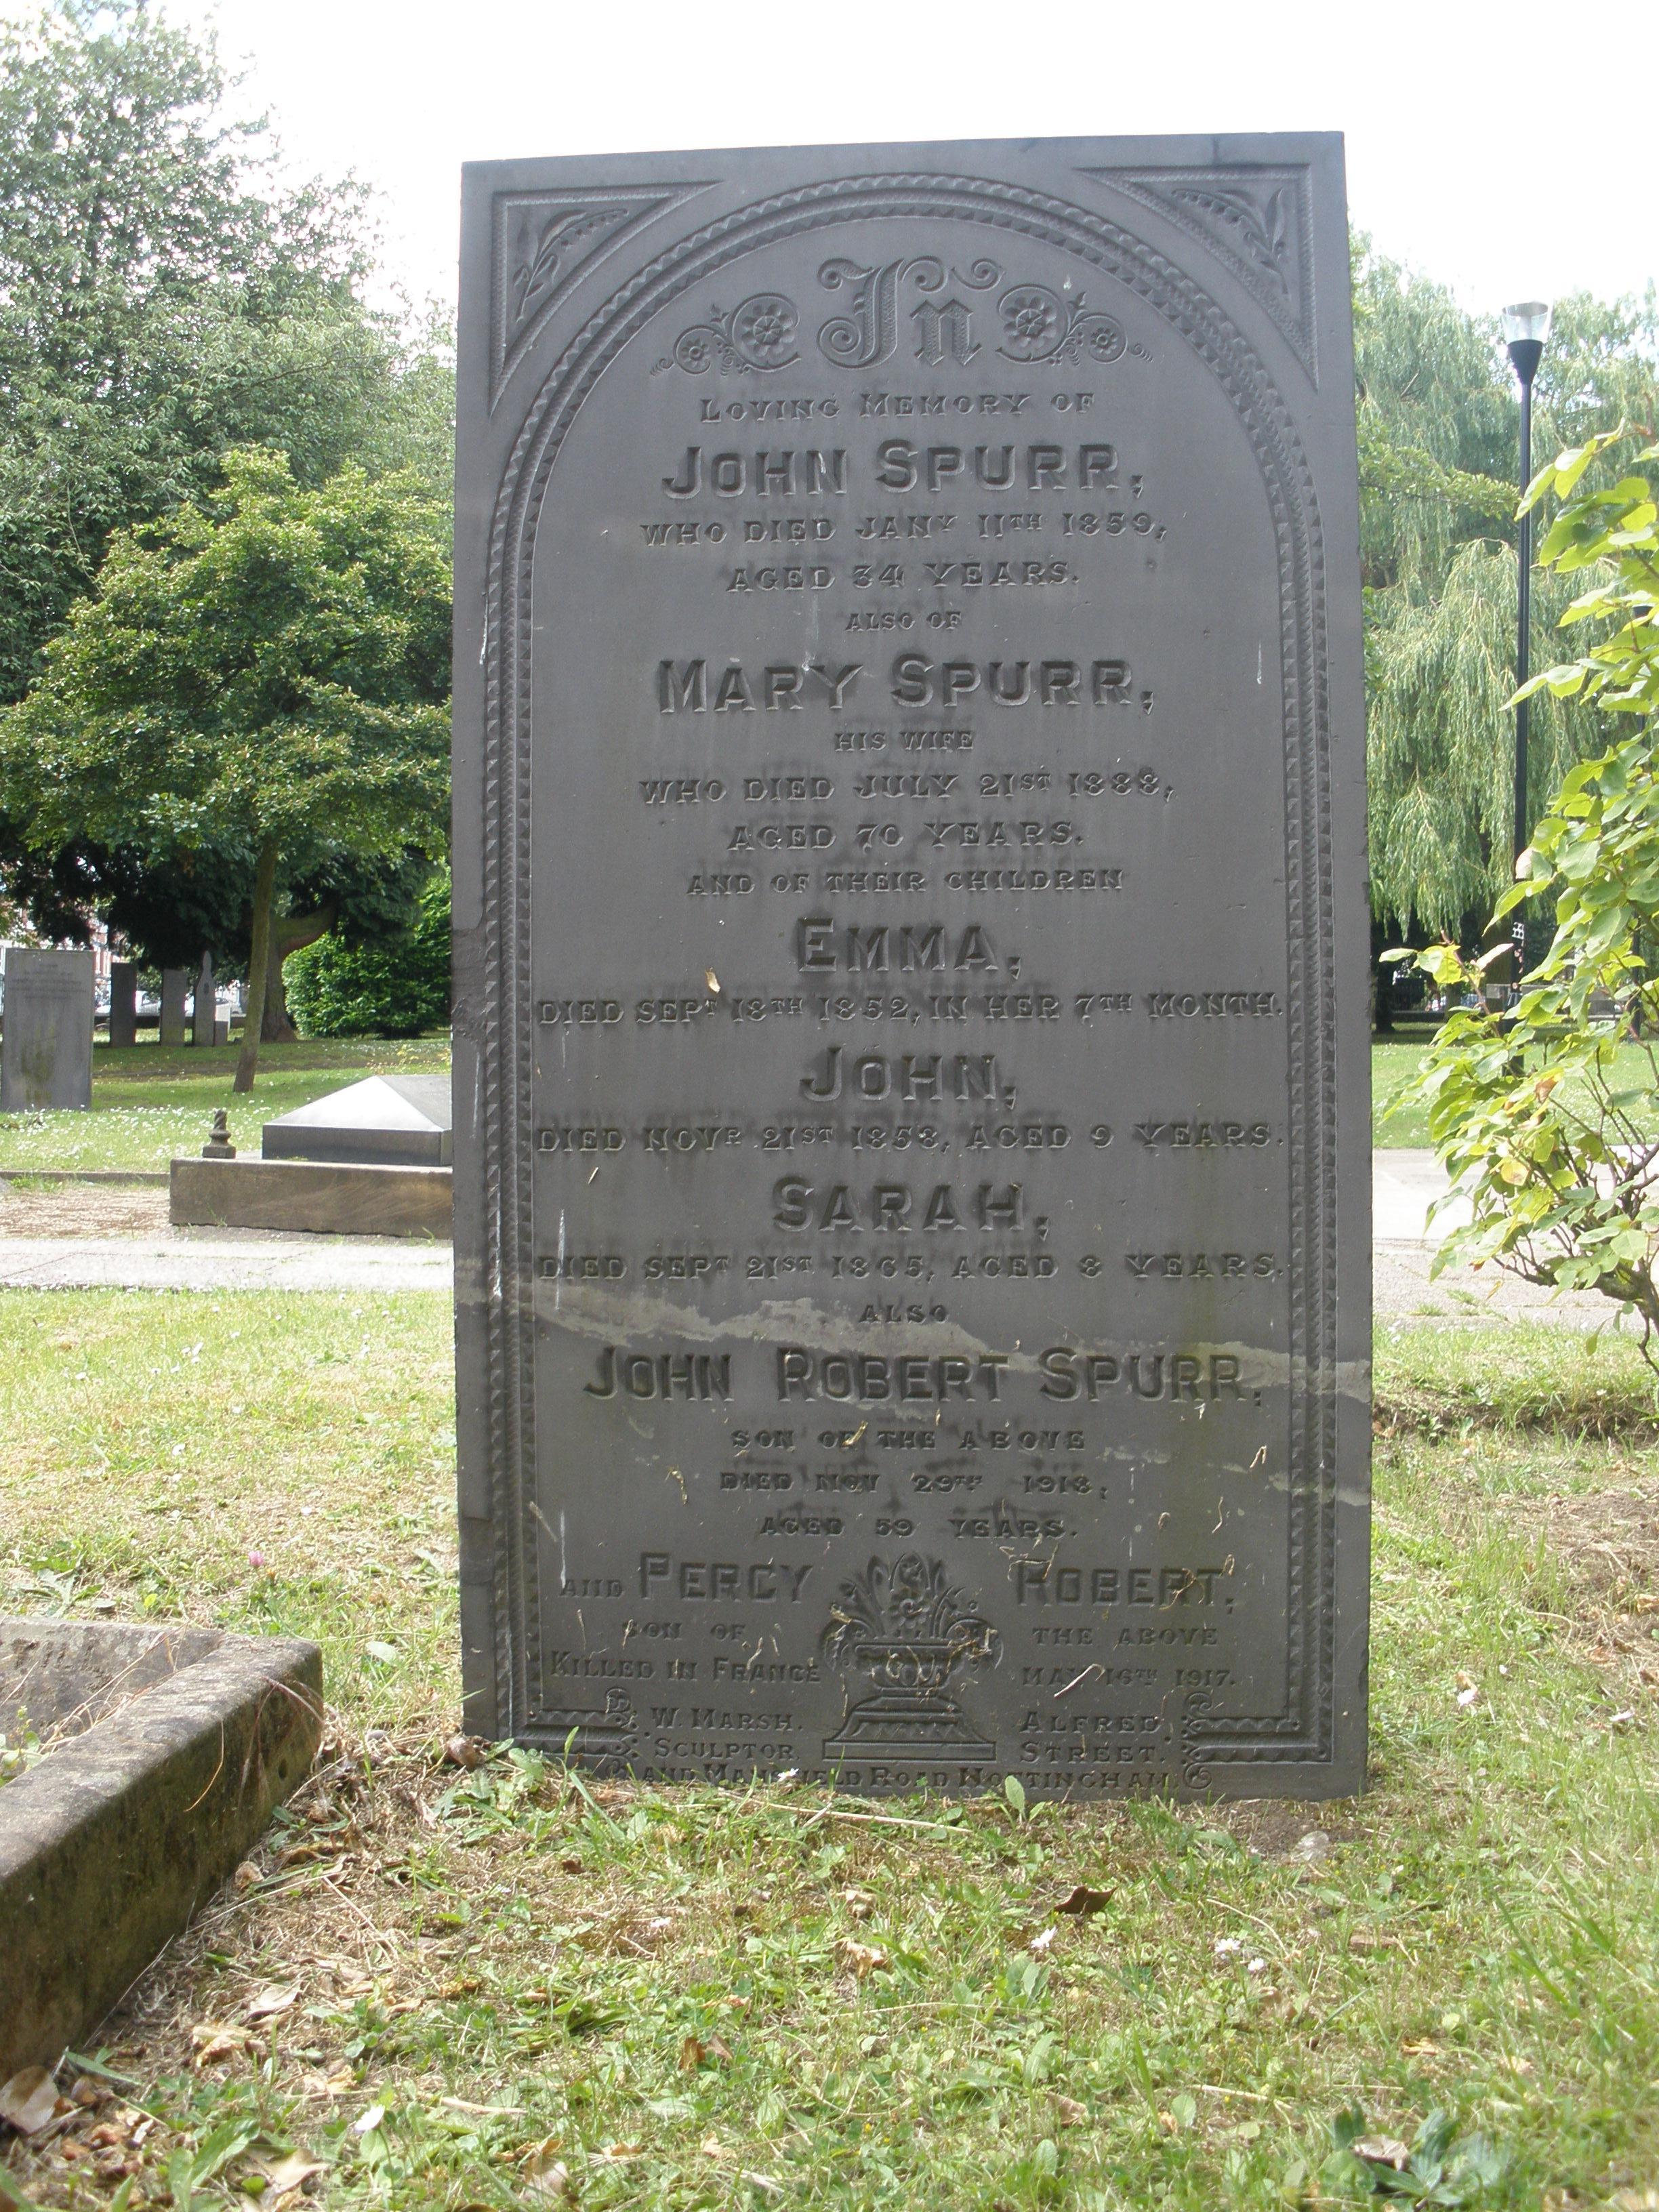 In
LOVING MEMORY OF
JOHN SPURR,
WHO DIED JANY 11TH 1859,
AGED 34 YEARS.
ALSO OF
MARY SPURR,
HIS WIFE
WHO DIED JULY 21ST 1888,
AGED 70 YEARS.
AND OF THEIR CHILDREN
EMMA,
DIED SEPT 18TH 1852, IN HER 7TH MONTH.
JOHN,
DIED NOVR 21ST 1858, AGED 9 YEARS.
SARAH,
DIED SEPT 21ST 1865, AGED 8 YEARS.
ALSO
JOHN ROBERT SPURR,
SON OF THE ABOVE
DIED NOV 29TH 1918,
AGED 59 YEARS.
AND PERCY ROBERT,
SON OF THE ABOVE
KILLED IN FRANCE MAY 16TH 1917.
W. MARSH. ALFRED
SCULPTOR. STREET.
AND MANSFIELD ROAD NOTTINGHAM